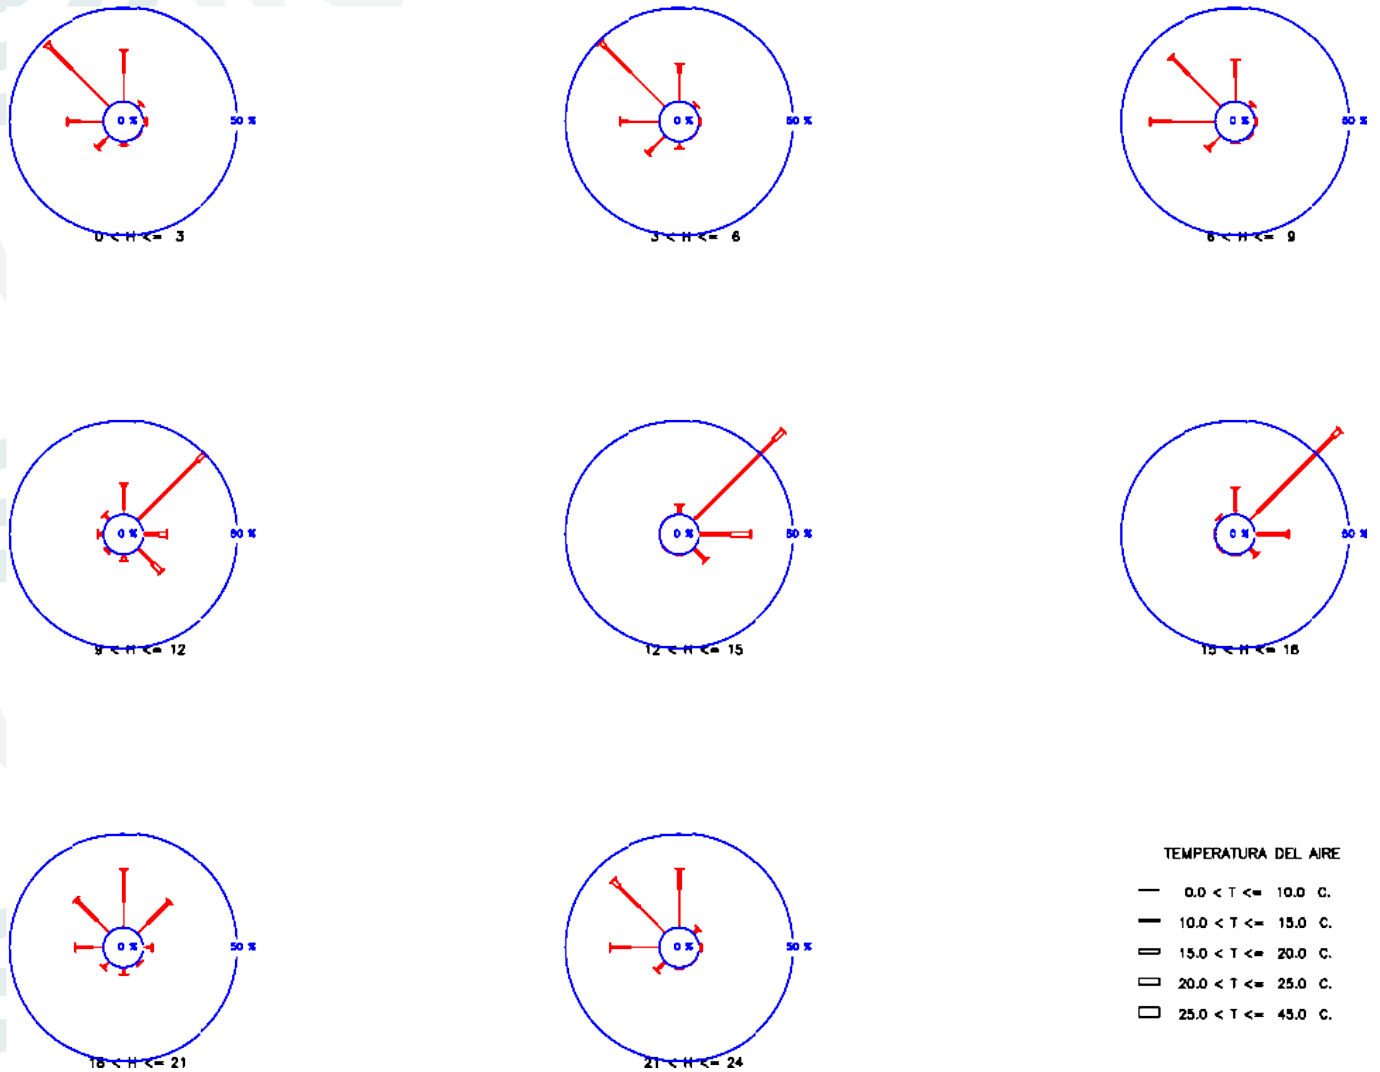 0 % 50 %
0 < H <= 3
0 % 50 %
3 < H <= 6
0 % 50 %
6 < H <= 9
0 % 50 %
9 < H <= 12
0 % 50 %
12 < H <= 15
0 % 50 %
15 < H <= 18
0 % 50 %
18 < H <= 21
0 % 50 %
21 < H <= 24
TEMPERATURA DEL AIRE
0.0 < T <= 10.0 C.
10.0 < T <= 15.0 C.
15.0 < T <= 20.0 C.
20.0 < T <= 25.0 C.
25.0 < T <= 45.0 C.